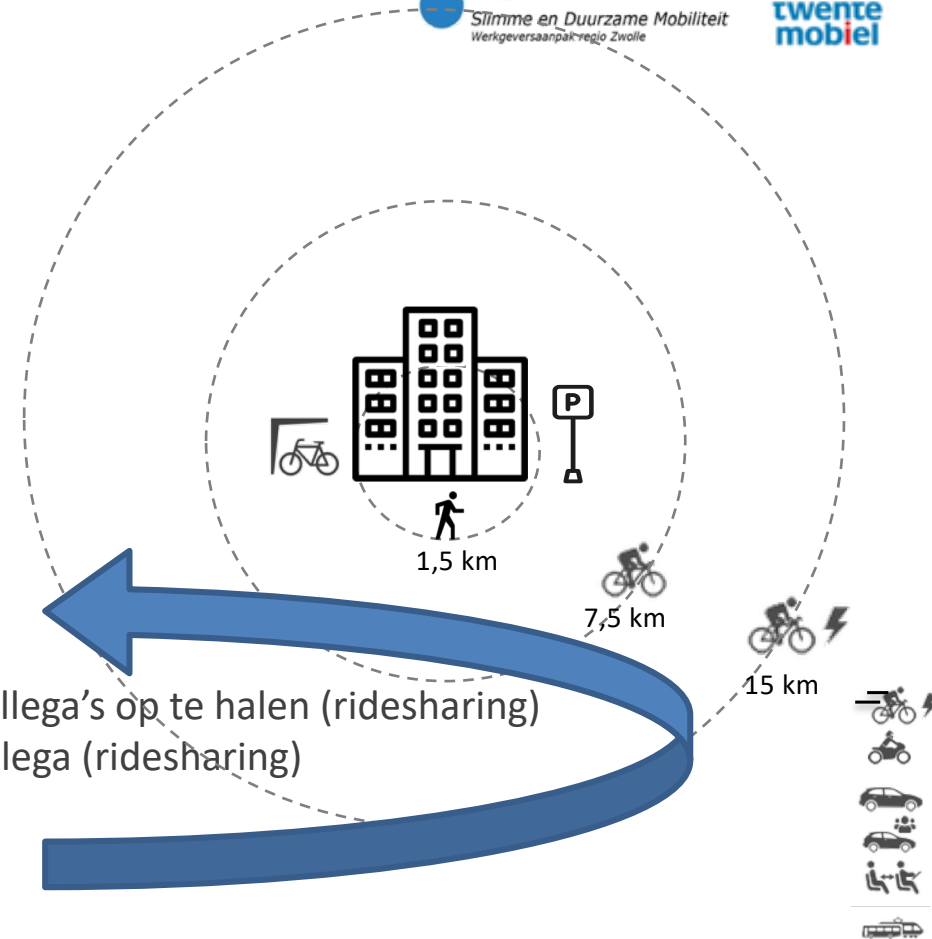 Slimme en Duurzame Mobiliteit
Werkgeversaanpak regio Zwolle
twente
mobiel
P
1,5 km
7,5 km
15 km
llega's op te halen (ridesharing)
lega (ridesharing)